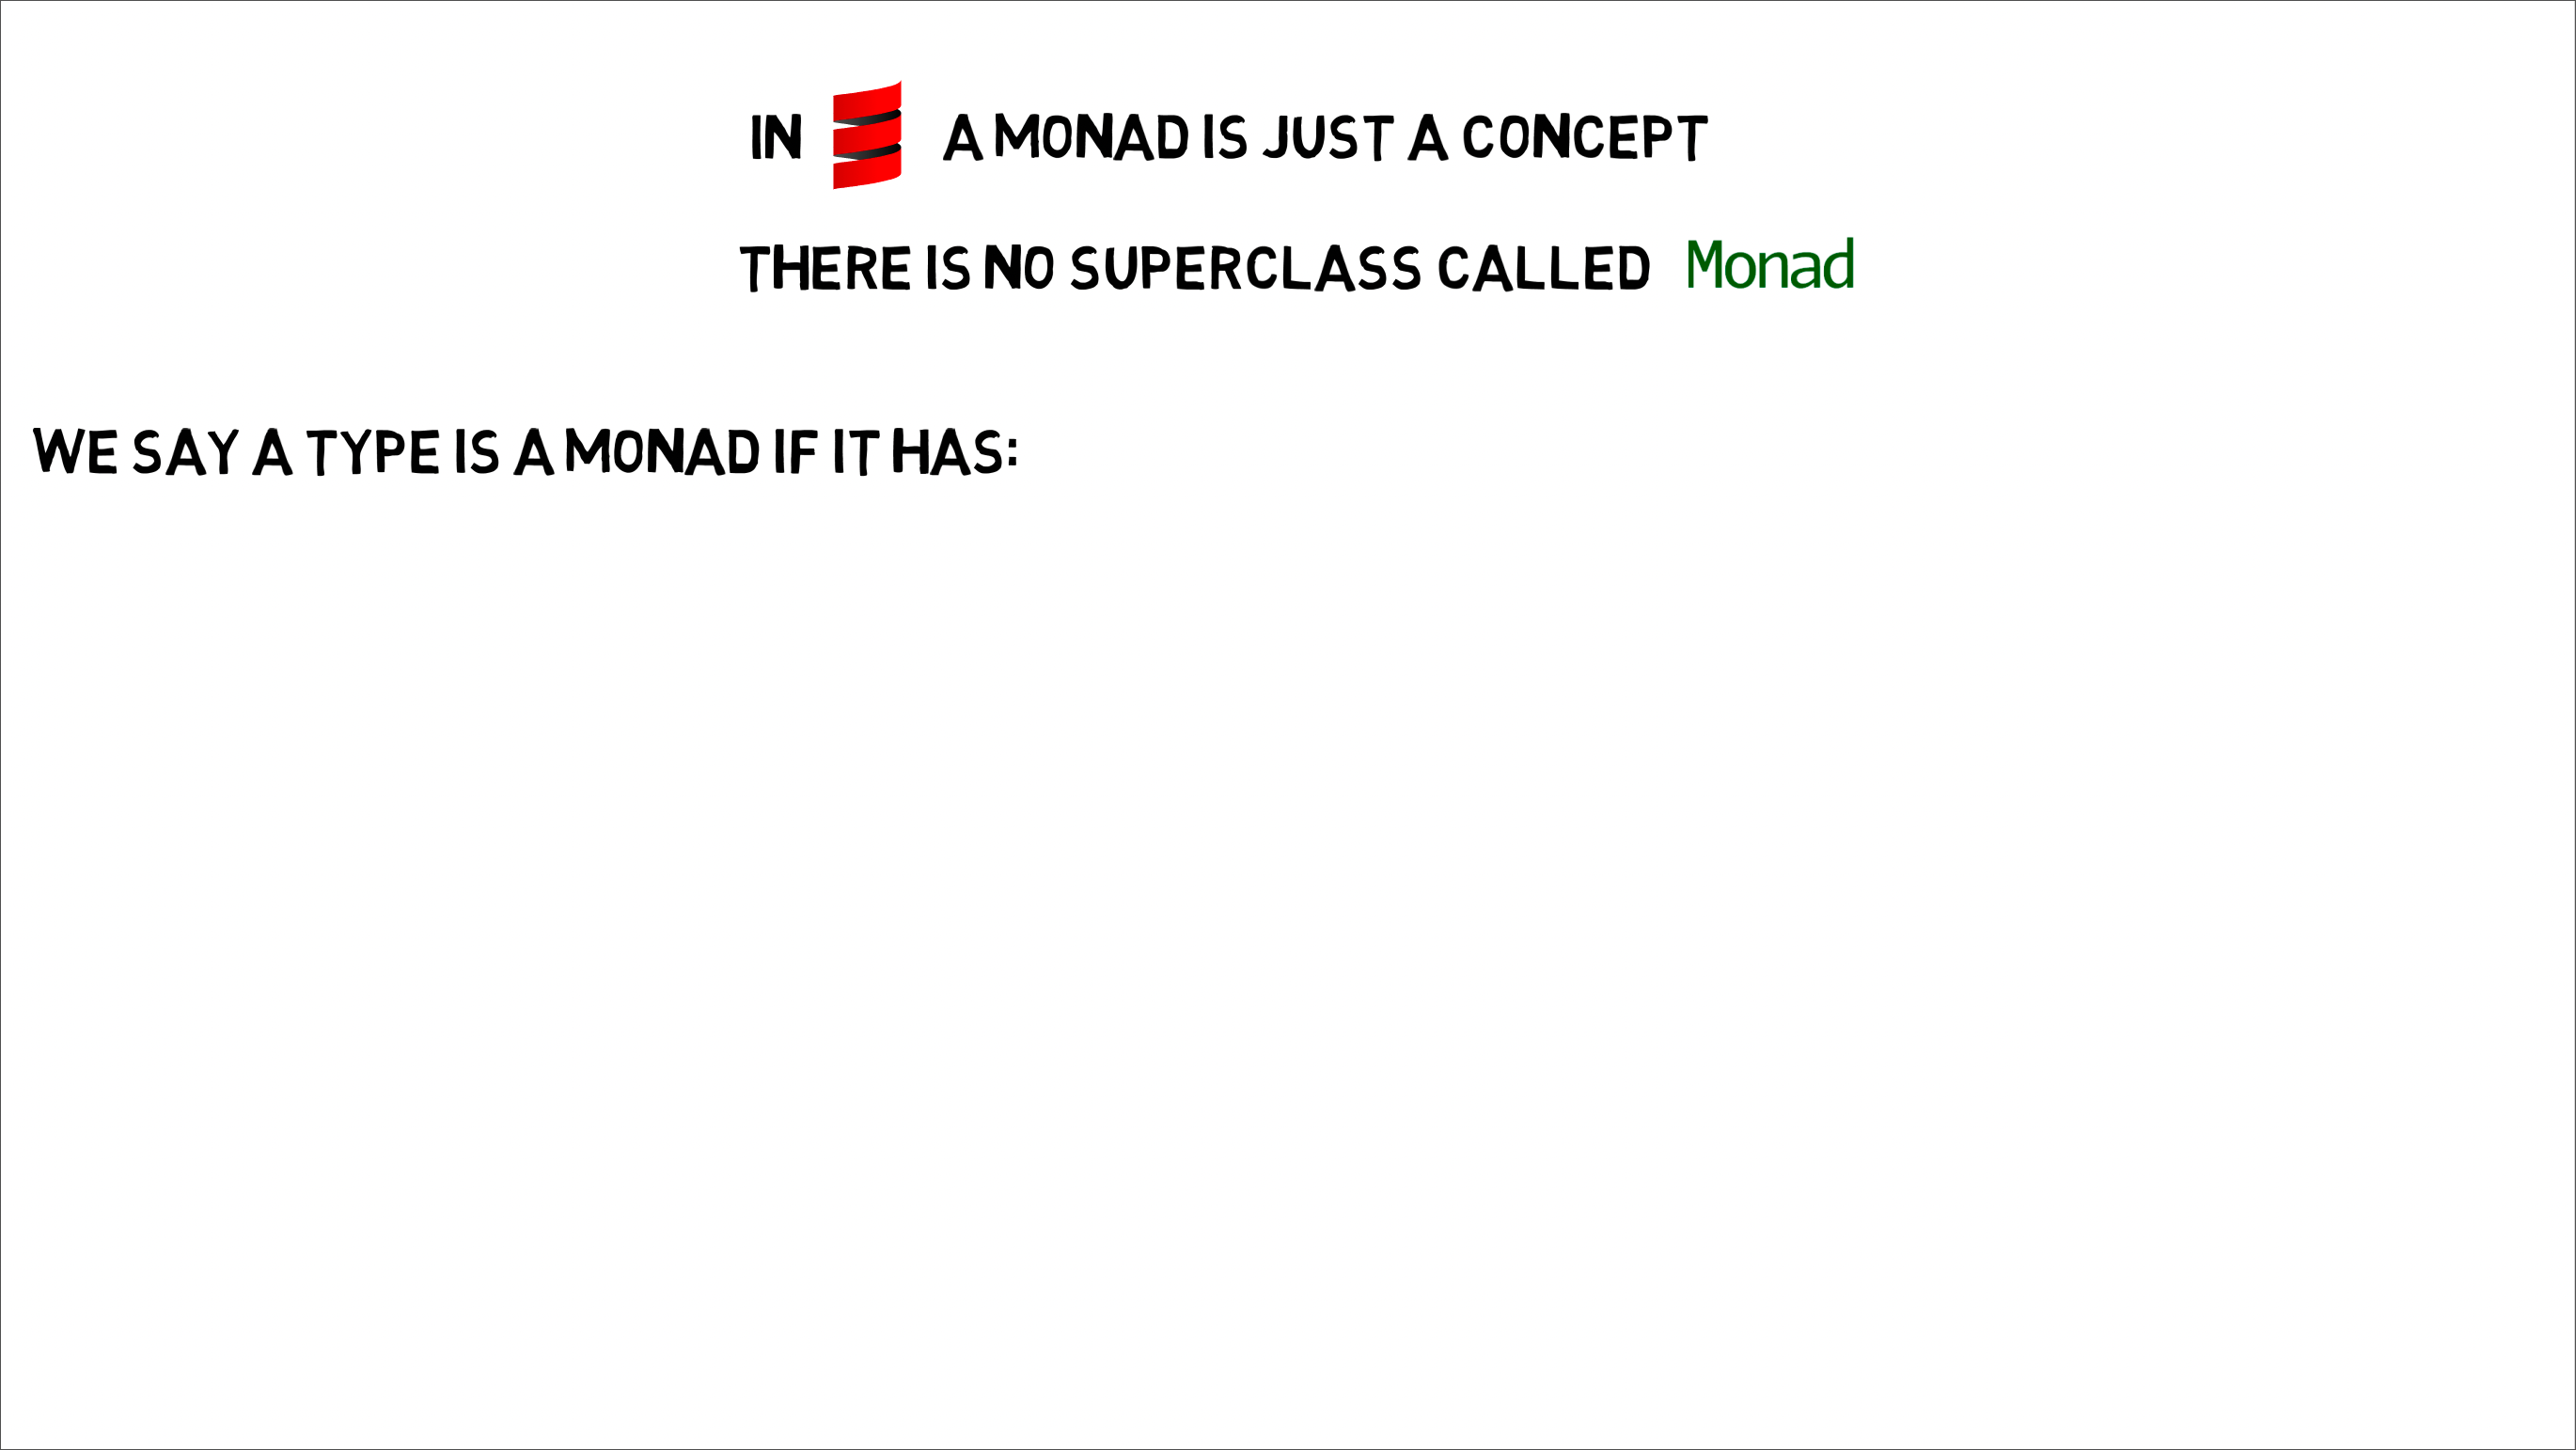 IN A MONAD IS JUST A CONCEPT
THERE IS NO SUPERCLASS CALLED Monad
WE SAY A TYPE IS A MONAD IF IT HAS: